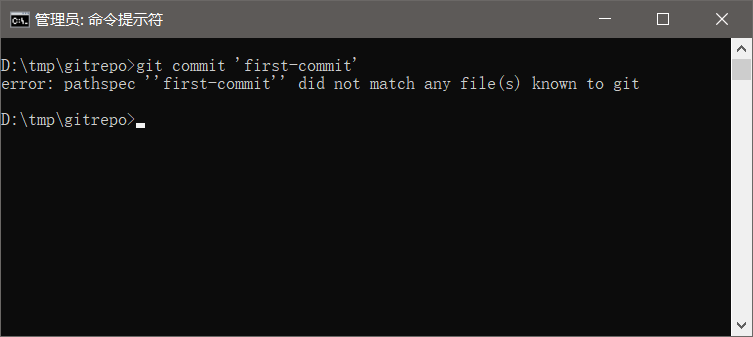 管理员: 命令提示符
D:\tmp\gitrepo>git commit 'first-commit'
error: pathspec ''first-commit'' did not match any file(s) known to git
D:\tmp\gitrepo>